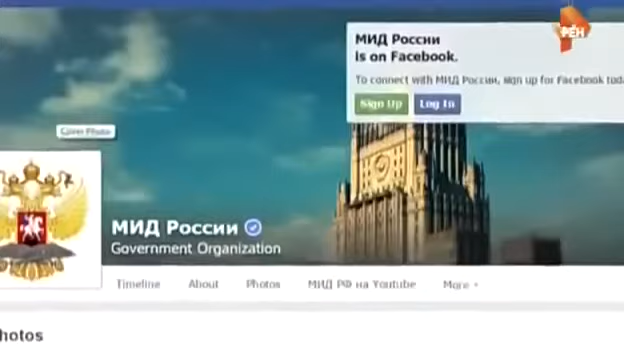 РЕН
МИД России
is on Facebook.
To connect with МИД России, sign up for Facebook toda
Sign Up
Log In
Cover Photo
МИД России
Government Organization
Timeline
About
Photos
МИД РФ на Youtube
More
hotos